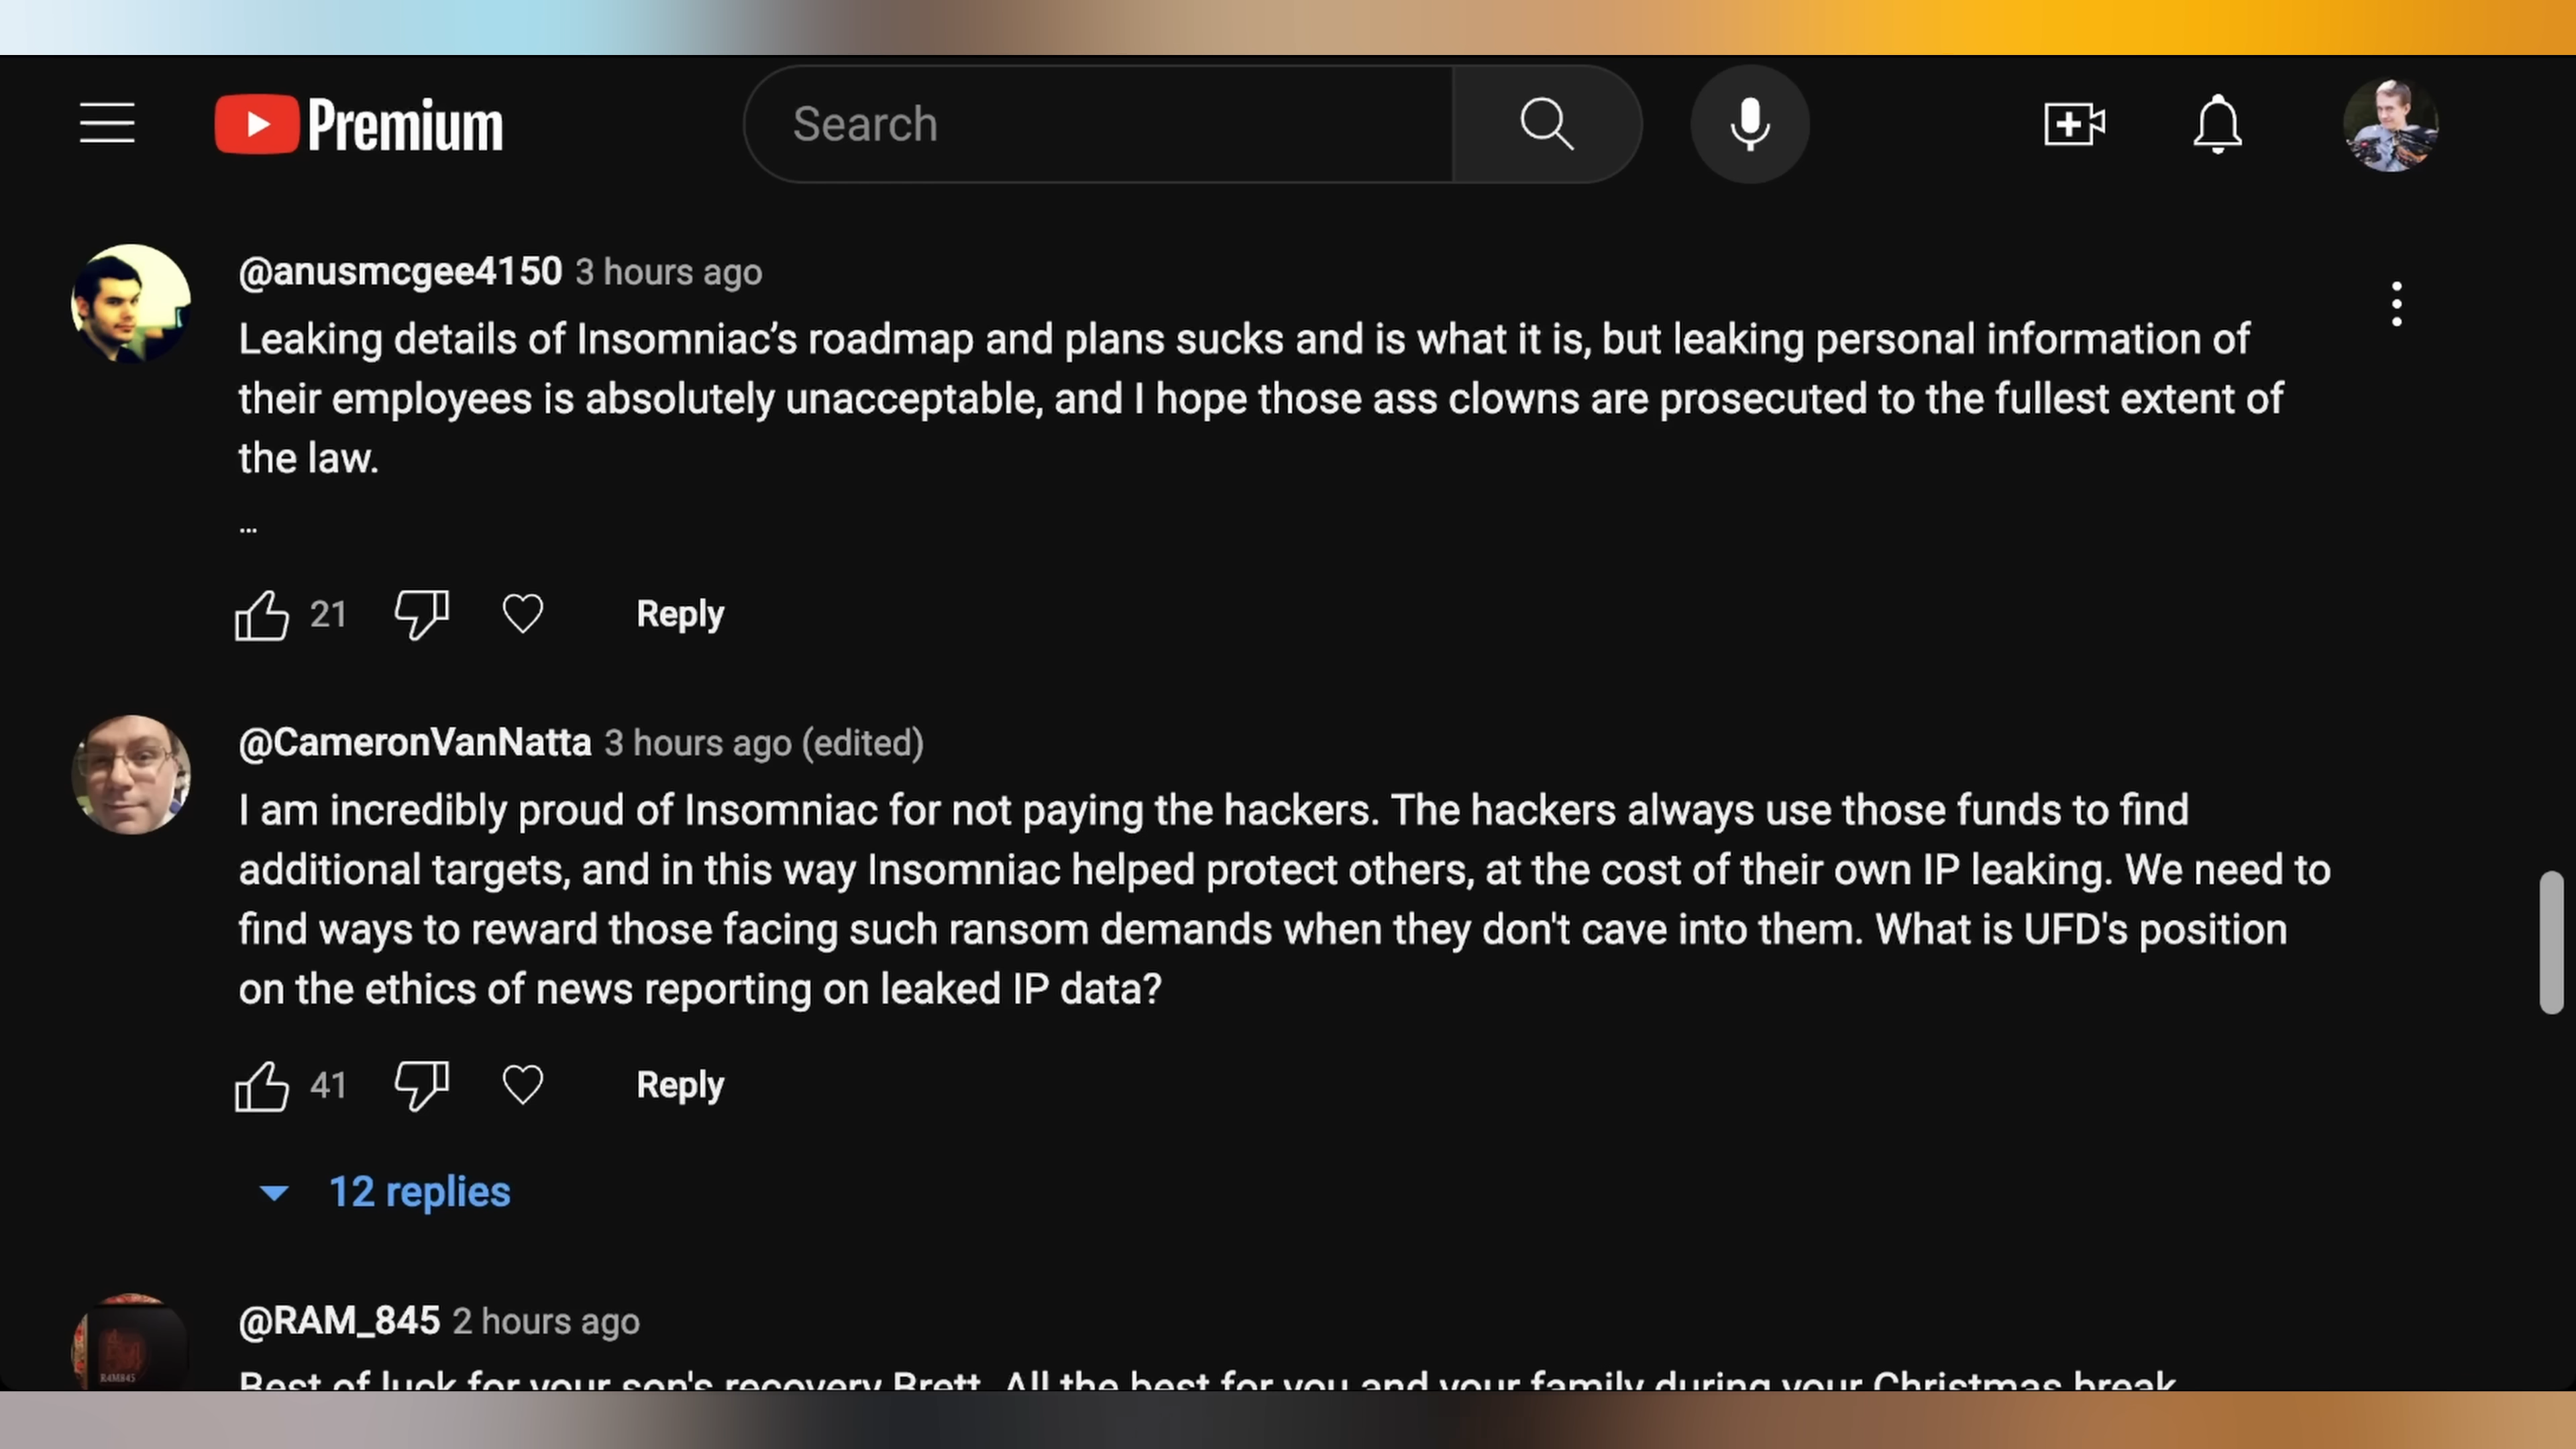 Premium
Search
@anusmcgee4150 3 hours ago
Leaking details of Insomniac’s roadmap and plans sucks and is what it is, but leaking personal information of
their employees is absolutely unacceptable, and I hope those ass clowns are prosecuted to the fullest extent of
the law.
...
21 Reply
@CameronVanNatta 3 hours ago (edited)
I am incredibly proud of Insomniac for not paying the hackers. The hackers always use those funds to find
additional targets, and in this way Insomniac helped protect others, at the cost of their own IP leaking. We need to
find ways to reward those facing such ransom demands when they don't cave into them. What is UFD's position
on the ethics of news reporting on leaked IP data?
41 Reply
12 replies
@RAM_845 2 hours ago
RAM845
Best of luck for your son's recovery Brett. All the best for you and your family during your Christmas break